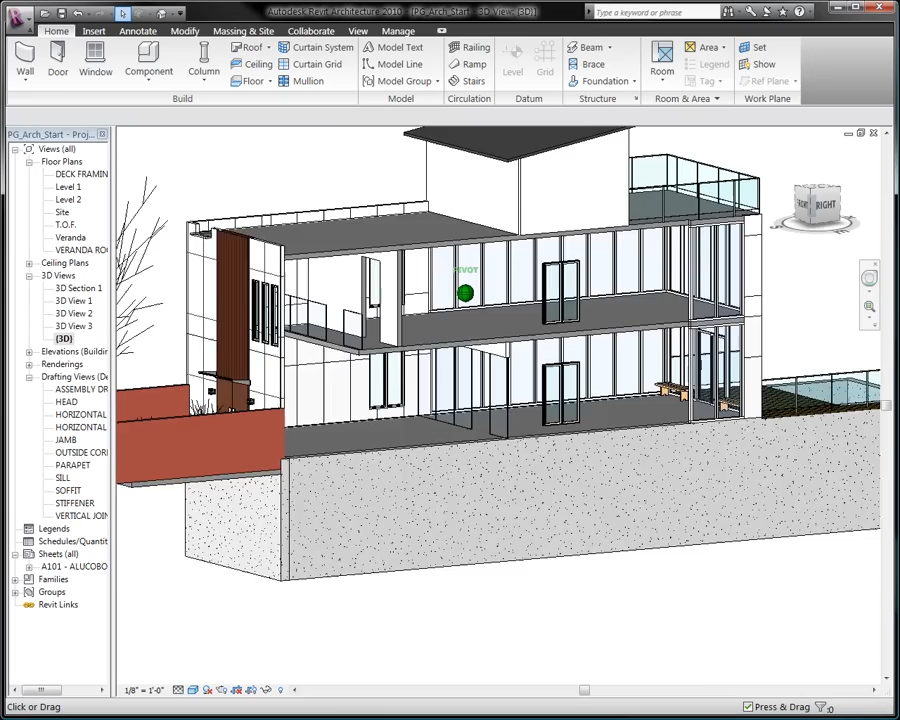 Autodesk Revit Architecture 2010 - [PG_Arch_Start - 3D View: {3D}]
Type a keyword or phrase
Home Insert Annotate Modify Massing & Site Collaborate View Manage
Wall Door Window Component Column
Roof Curtain System
Ceiling Curtain Grid
Floor Mullion
Build
Model Text
Model Line
Model Group
Model
Railing
Ramp
Stairs
Circulation
Level Grid
Datum
Beam
Brace
Foundation
Structure
Room
Area
Legend
Tag
Room & Area
Set
Show
Ref Plane
Work Plane
PG_Arch_Start - Proj...
Views (all)
Floor Plans
DECK FRAMIN
Level 1
Level 2
Site
T.O.F.
Veranda
VERANDA RO
Ceiling Plans
3D Views
3D Section 1
3D View 1
3D View 2
3D View 3
{3D}
Elevations (Buildin
Renderings
Drafting Views (De
ASSEMBLY DR
HEAD
HORIZONTAL
HORIZONTAL
JAMB
OUTSIDE COR
PARAPET
SILL
SOFFIT
STIFFENER
VERTICAL JOIN
Legends
Schedules/Quantit
Sheets (all)
A101 - ALUCOBO
Families
Groups
Revit Links
PIVOT
FRONT RIGHT
1/8" = 1'-0"
Click or Drag
Press & Drag
:0